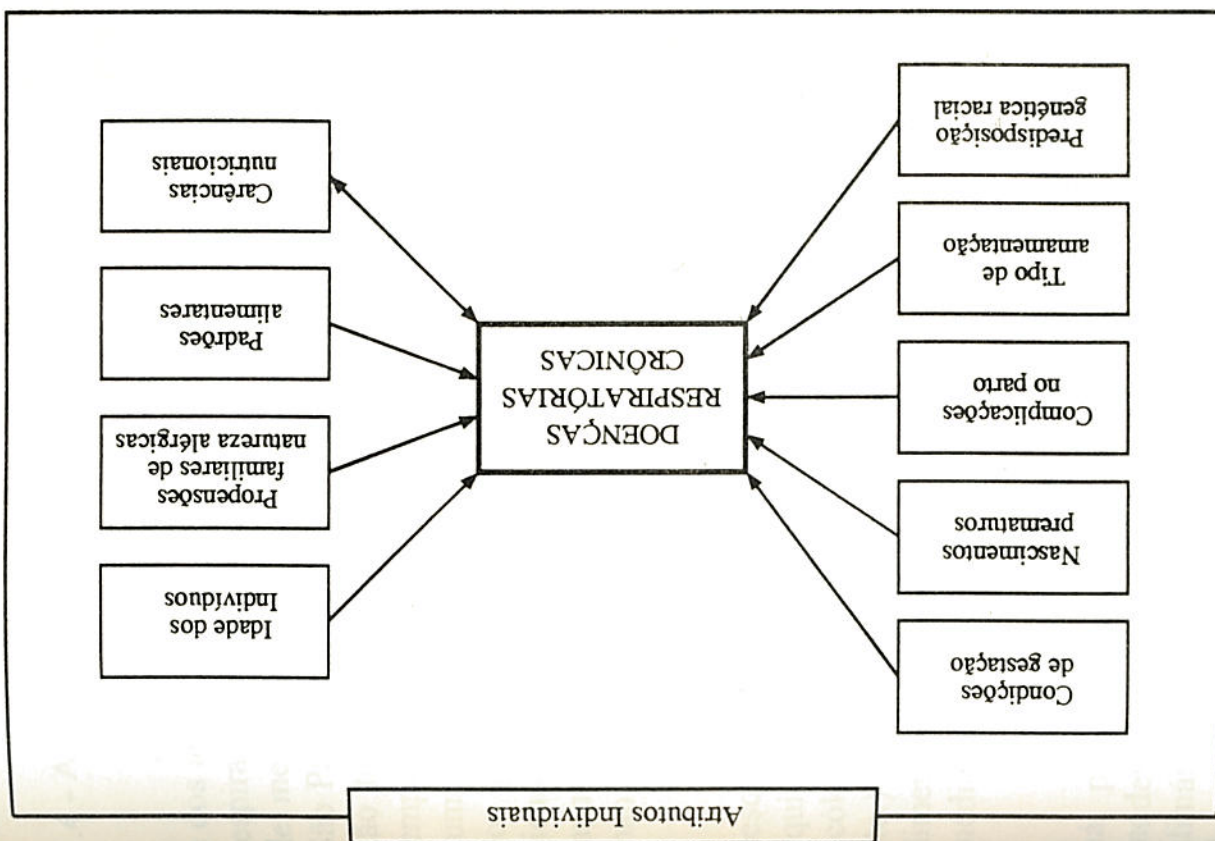 Atributos Individuais
Condições
de gestação
Nascimentos
prematuros
Complicações
no parto
Tipo de
amamentação
Predisposição
genética racial
DOENÇAS
RESPIRATÓRIAS
CRÔNICAS
Idade dos
Indivíduos
Propensões
familiares de
natureza alérgicas
Padrões
alimentares
Carências
nutricionais